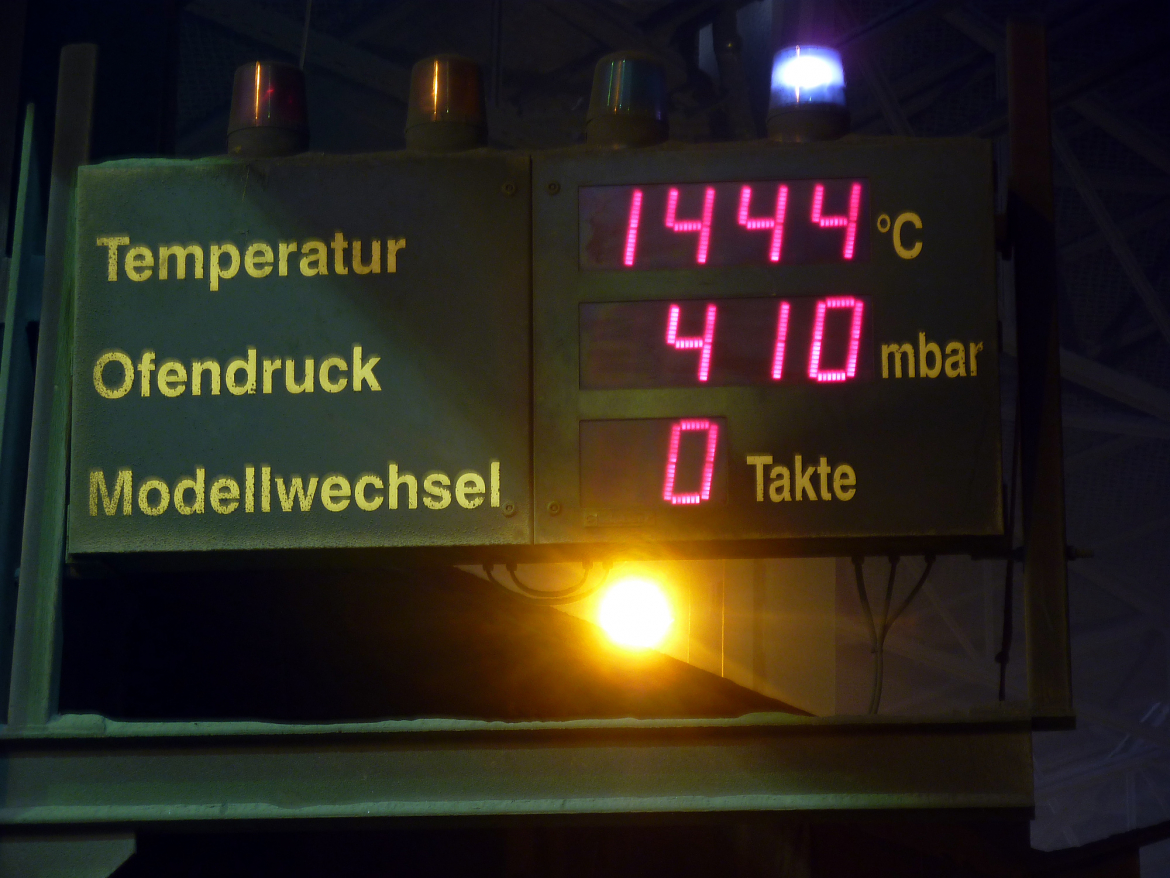 Temperatur 1444 °C
Ofendruck 410 mbar
Modellwechsel 0 Takte